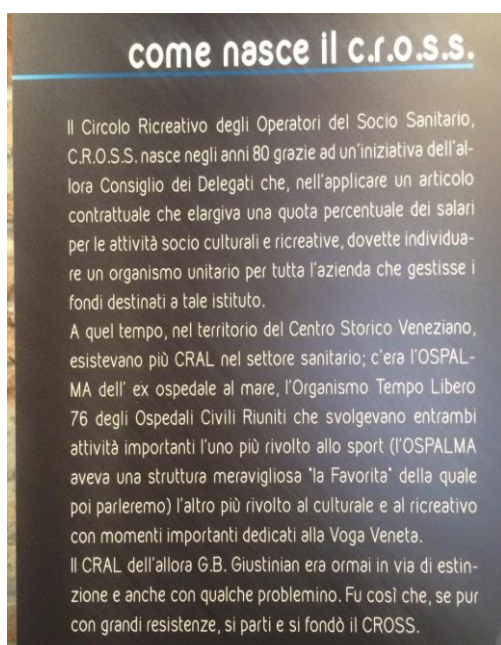 come nasce il c.r.o.s.s.
Il Circolo Ricreativo degli Operatori del Socio Sanitario,
C.R.O.S.S. nasce negli anni 80 grazie ad un'iniziativa dell'al-
lora Consiglio dei Delegati che, nell'applicare un articolo
contrattuale che elargiva una quota percentuale dei salari
per le attività socio culturali e ricreative, dovette individua-
re un organismo unitario per tutta l'azienda che gestisse i
fondi destinati a tale istituto.
A quel tempo, nel territorio del Centro Storico Veneziano,
esistevano più CRAL nel settore sanitario; c'era l'OSPAL-
MA dell' ex ospedale al mare, l'Organismo Tempo Libero
76 degli Ospedali Civili Riuniti che svolgevano entrambi
attività importanti l'uno più rivolto allo sport (l'OSPALMA
aveva una struttura meravigliosa "la Favorita" della quale
poi parleremo) l'altro più rivolto al culturale e al ricreativo
con momenti importanti dedicati alla Voga Veneta.
Il CRAL dell'allora G.B. Giustinian era ormai in via di estin-
zione e anche con qualche problemino. Fu così che, se pur
con grandi resistenze, si parti e si fondò il CROSS.